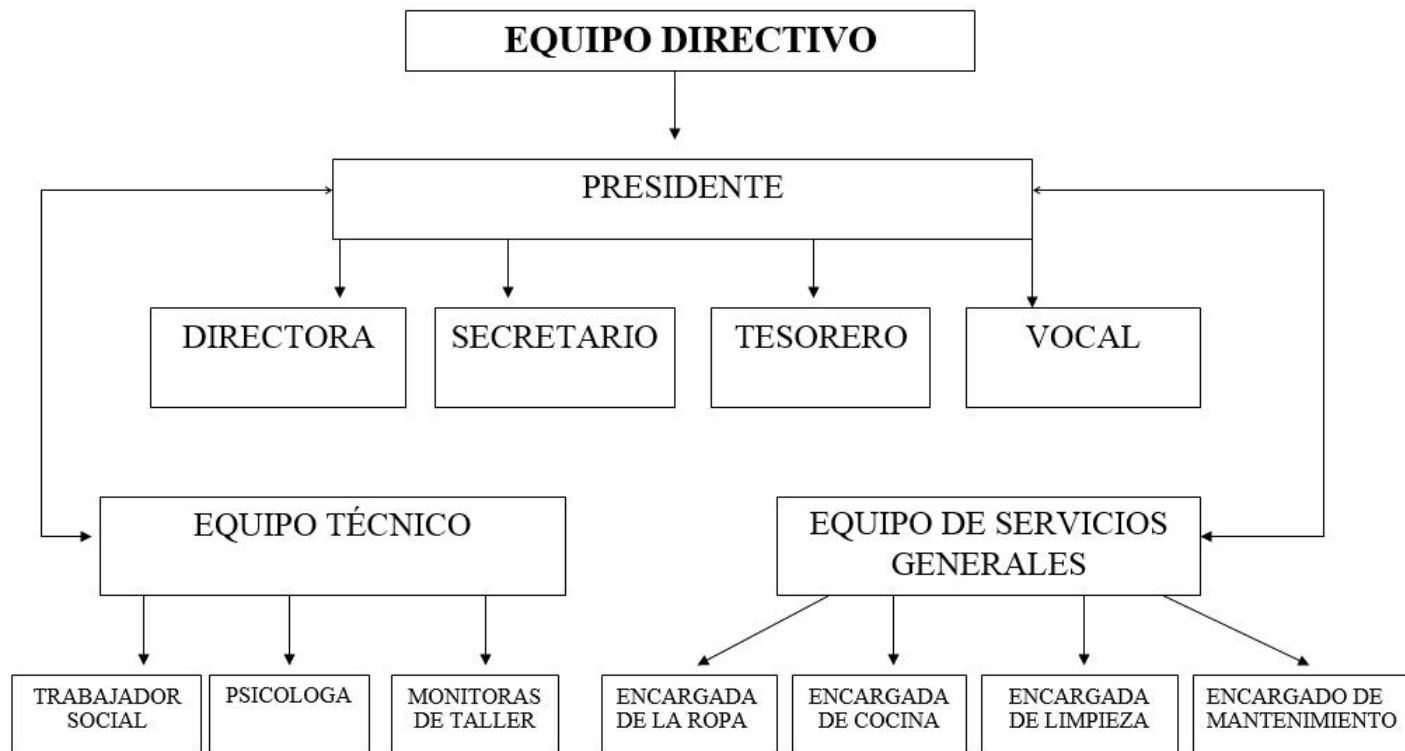 EQUIPO DIRECTIVO
PRESIDENTE
DIRECTORA
SECRETARIO
TESORERO
VOCAL
EQUIPO TÉCNICO
EQUIPO DE SERVICIOS
GENERALES
TRABAJADOR
SOCIAL
PSICOLOGA
MONITORAS
DE TALLER
ENCARGADA
DE LA ROPA
ENCARGADA
DE COCINA
ENCARGADA
DE LIMPIEZA
ENCARGADO DE
MANTENIMIENTO